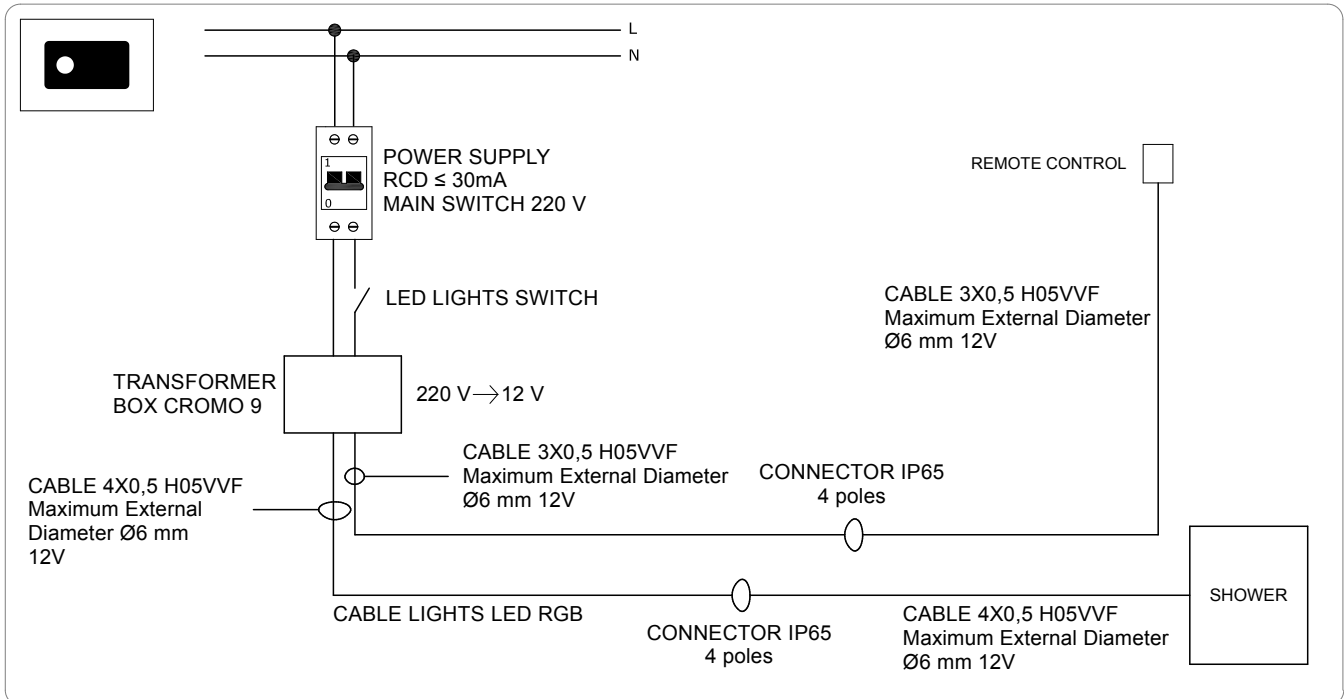 L
N
1
0
POWER SUPPLY
RCD ≤ 30mA
MAIN SWITCH 220 V
REMOTE CONTROL
LED LIGHTS SWITCH
CABLE 3X0,5 H05VVF
Maximum External Diameter
Ø6 mm 12V
TRANSFORMER
BOX CROMO 9
220 V→12 V
CABLE 3X0,5 H05VVF
Maximum External Diameter
Ø6 mm 12V
CONNECTOR IP65
4 poles
CABLE 4X0,5 H05VVF
Maximum External
Diameter Ø6 mm
12V
SHOWER
CABLE LIGHTS LED RGB
CONNECTOR IP65
4 poles
CABLE 4X0,5 H05VVF
Maximum External Diameter
Ø6 mm 12V